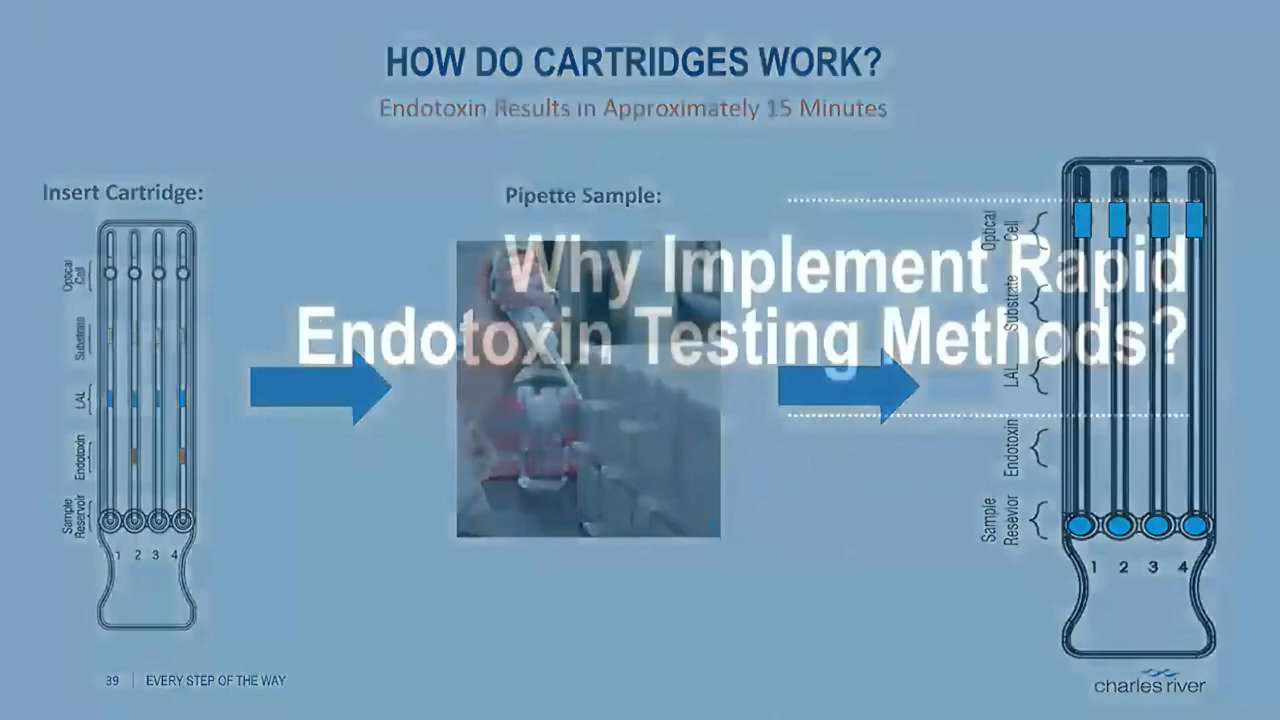 HOW DO CARTRIDGES WORK?
Endotoxin Results in Approximately 15 Minutes
Insert Cartridge:
Optical
Cell
Substrate
LAL
Endotoxin
Sample
Reservoir
1 2 3 4
Pipette Sample:
Why Implement Rapid
Endotoxin Testing Methods?
Optical
Cell
Substrate
LAL
Endotoxin
Sample
Resevior
1 2 3 4
39 | EVERY STEP OF THE WAY
charles river